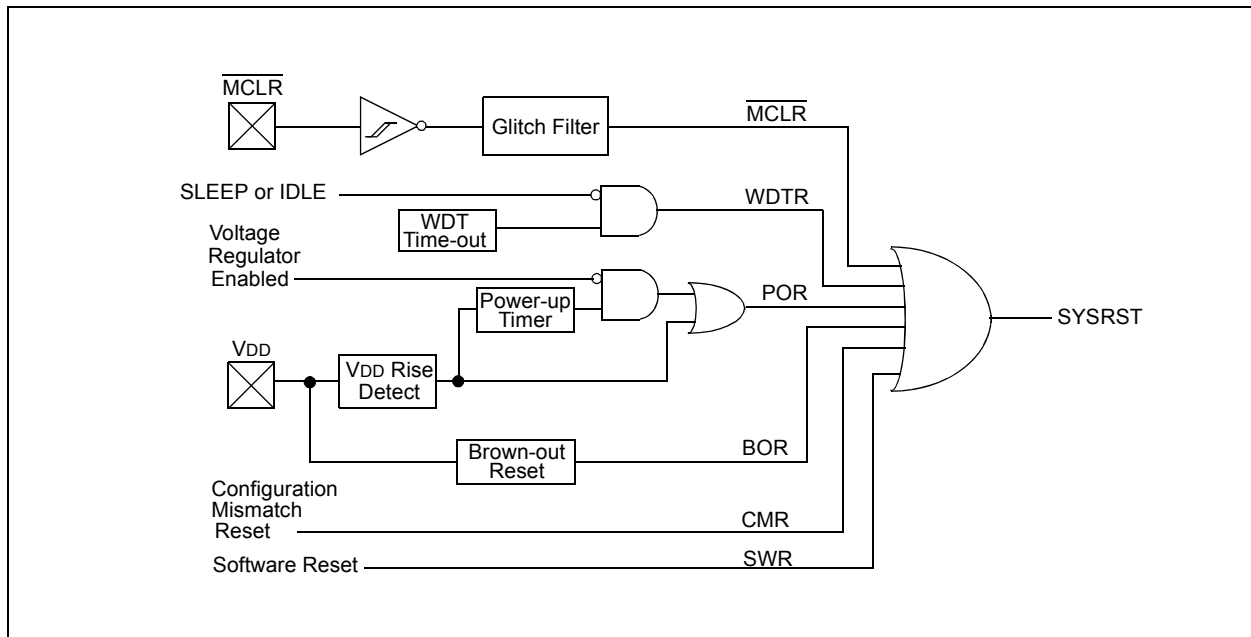 MCLR
Glitch Filter
MCLR
SLEEP or IDLE
WDT
Time-out
WDTR
Voltage
Regulator
Enabled
Power-up
Timer
POR
SYSRST
VDD
VDD Rise
Detect
Brown-out
Reset
BOR
Configuration
Mismatch
Reset
CMR
Software Reset
SWR